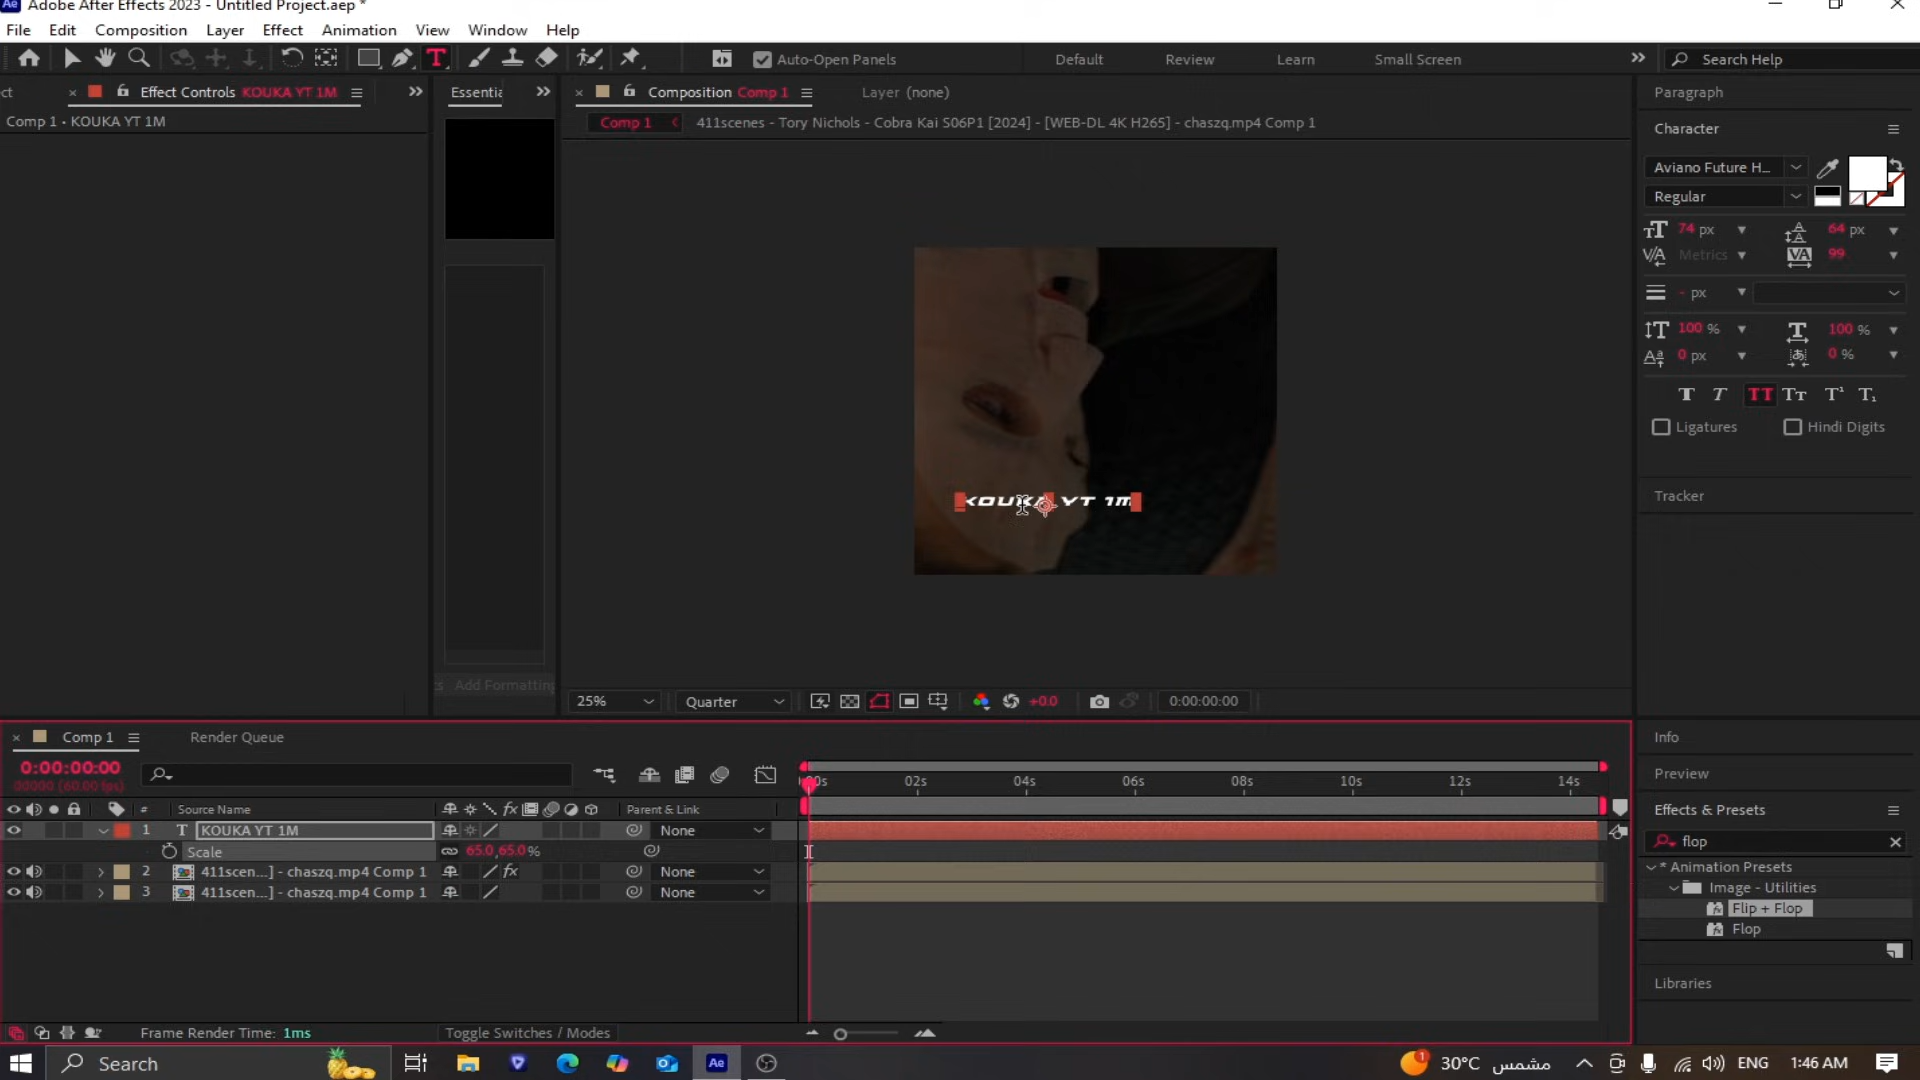 Adobe After Effects 2023 - Untitled Project.aep *
File Edit Composition Layer Effect Animation View Window Help
Auto-Open Panels Default Review Learn Small Screen Search Help
Effect Controls KOUKA YT 1M
Comp 1 • KOUKA YT 1M
Composition Comp 1
Layer (none)
Comp 1 411scenes - Tory Nichols - Cobra Kai S06P1 [2024] - [WEB-DL 4K H265] - chaszq.mp4 Comp 1
KOUKA YT 1M
Add Formatting
25% Quarter +0.0 0:00:00:00
Paragraph
Character
Aviano Future H...
Regular
74 px 64 px
Metrics 99
- px
100 % 100 %
0 px 0 %
Ligatures Hindi Digits
Tracker
Comp 1 Render Queue
0:00:00:00
00000 (60.00 fps)
02s 04s 06s 08s 10s 12s 14s
# Source Name Parent & Link
1 T KOUKA YT 1M None
Scale 65.0,65.0 %
2 411scen...] - chaszq.mp4 Comp 1 None
3 411scen...] - chaszq.mp4 Comp 1 None
Frame Render Time: 1ms Toggle Switches / Modes
Info
Preview
Effects & Presets
flop
* Animation Presets
Image - Utilities
Flip + Flop
Flop
Libraries
Search
30°C مشمس ENG 1:46 AM